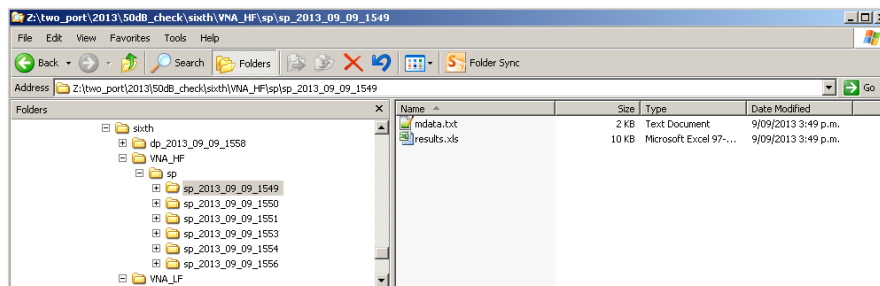 Z:\two_port\2013\50dB_check\sixth\VNA_HF\sp\sp_2013_09_09_1549
File Edit View Favorites Tools Help
Back Search Folders Folder Sync
Address Z:\two_port\2013\50dB_check\sixth\VNA_HF\sp\sp_2013_09_09_1549 Go
Folders
sixth
dp_2013_09_09_1558
VNA_HF
sp
sp_2013_09_09_1549
sp_2013_09_09_1550
sp_2013_09_09_1551
sp_2013_09_09_1553
sp_2013_09_09_1554
sp_2013_09_09_1556
VNA_LF
Name Size Type Date Modified
mdata.txt 2 KB Text Document 9/09/2013 3:49 p.m.
results.xls 10 KB Microsoft Excel 97-... 9/09/2013 3:49 p.m.